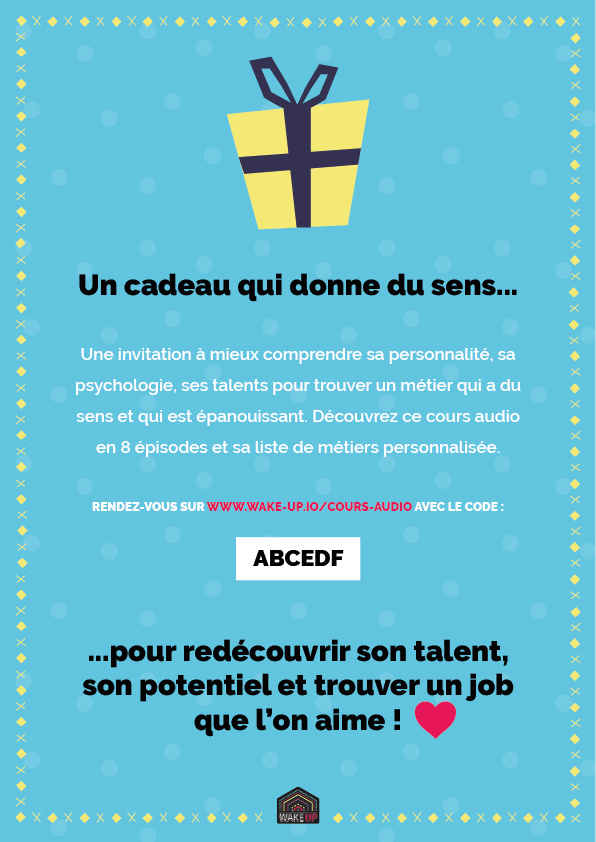 Un cadeau qui donne du sens...
Une invitation à mieux comprendre sa personnalité, sa
psychologie, ses talents pour trouver un métier qui a du
sens et qui est épanouissant. Découvrez ce cours audio
en 8 épisodes et sa liste de métiers personnalisée.
RENDEZ-VOUS SUR WWW.WAKE-UP.IO/COURS-AUDIO AVEC LE CODE :
ABCEDF
...pour redécouvrir son talent,
son potentiel et trouver un job
que l'on aime !
WAKE UP